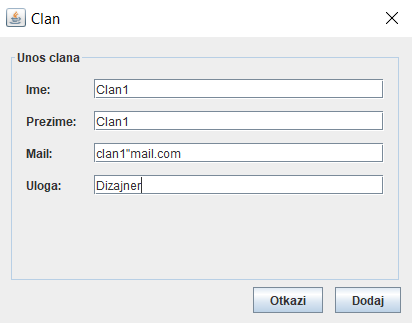 Clan
Unos clana
Ime: Clan1
Prezime: Clan1
Mail: clan1"mail.com
Uloga: Dizajner
Otkazi Dodaj